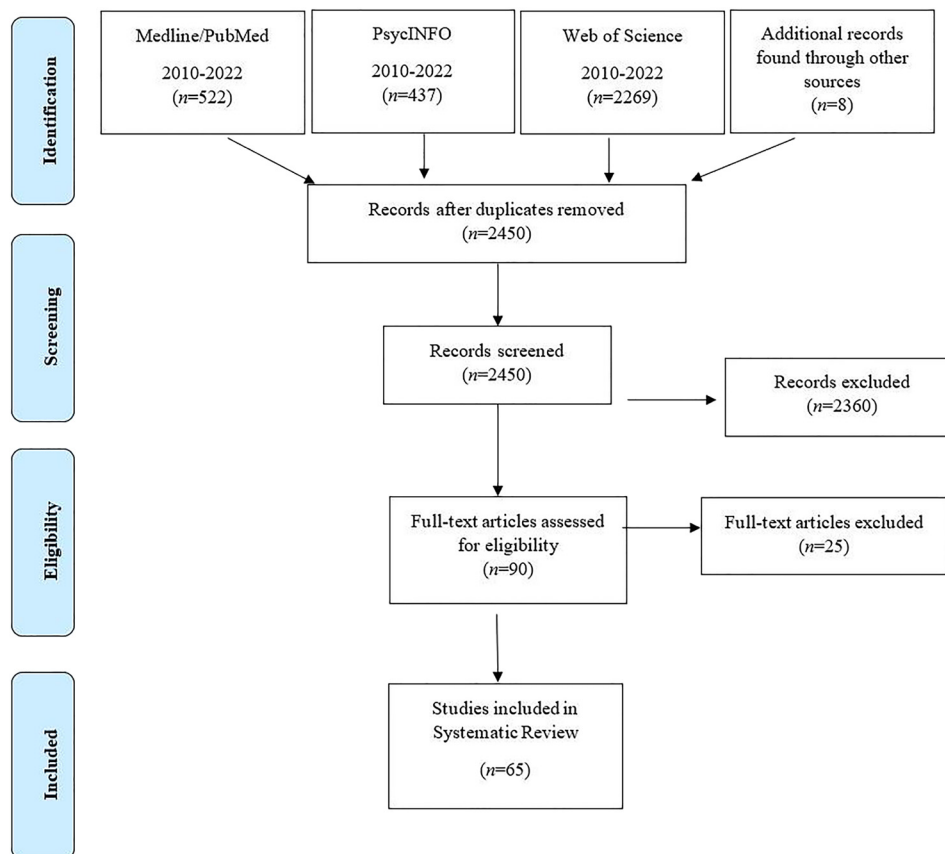 Identification
Medline/PubMed
2010-2022
(n=522)
PsycINFO
2010-2022
(n=437)
Web of Science
2010-2022
(n=2269)
Additional records
found through other
sources
(n=8)
Records after duplicates removed
(n=2450)
Screening
Records screened
(n=2450)
Records excluded
(n=2360)
Eligibility
Full-text articles assessed
for eligibility
(n=90)
Full-text articles excluded
(n=25)
Included
Studies included in
Systematic Review
(n=65)